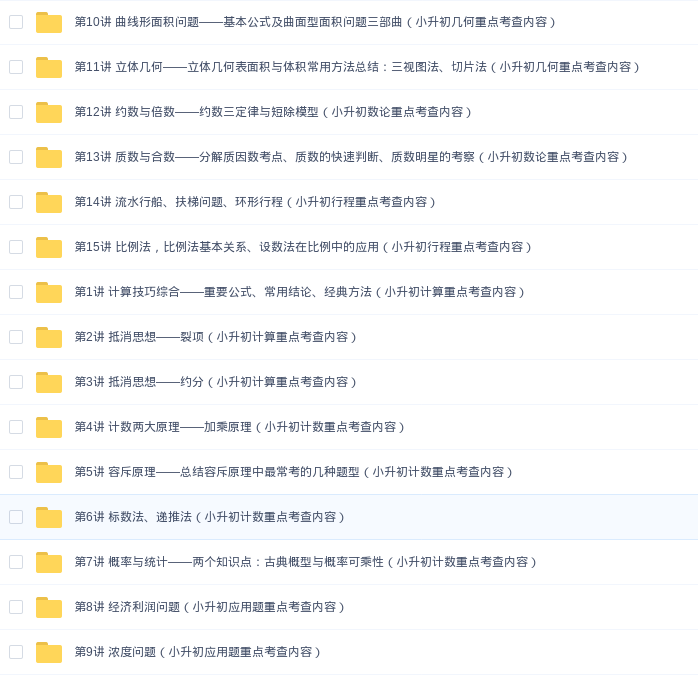 第10讲 曲线形面积问题——基本公式及曲面型面积问题三部曲（小升初几何重点考查内容）
第11讲 立体几何——立体几何表面积与体积常用方法总结：三视图法、切片法（小升初几何重点考查内容）
第12讲 约数与倍数——约数三定律与短除模型（小升初数论重点考查内容）
第13讲 质数与合数——分解质因数考点、质数的快速判断、质数明星的考察（小升初数论重点考查内容）
第14讲 流水行船、扶梯问题、环形行程（小升初行程重点考查内容）
第15讲 比例法，比例法基本关系、设数法在比例中的应用（小升初行程重点考查内容）
第1讲 计算技巧综合——重要公式、常用结论、经典方法（小升初计算重点考查内容）
第2讲 抵消思想——裂项（小升初计算重点考查内容）
第3讲 抵消思想——约分（小升初计算重点考查内容）
第4讲 计数两大原理——加乘原理（小升初计数重点考查内容）
第5讲 容斥原理——总结容斥原理中最常考的几种题型（小升初计数重点考查内容）
第6讲 标数法、递推法（小升初计数重点考查内容）
第7讲 概率与统计——两个知识点：古典概型与概率可乘性（小升初计数重点考查内容）
第8讲 经济利润问题（小升初应用题重点考查内容）
第9讲 浓度问题（小升初应用题重点考查内容）